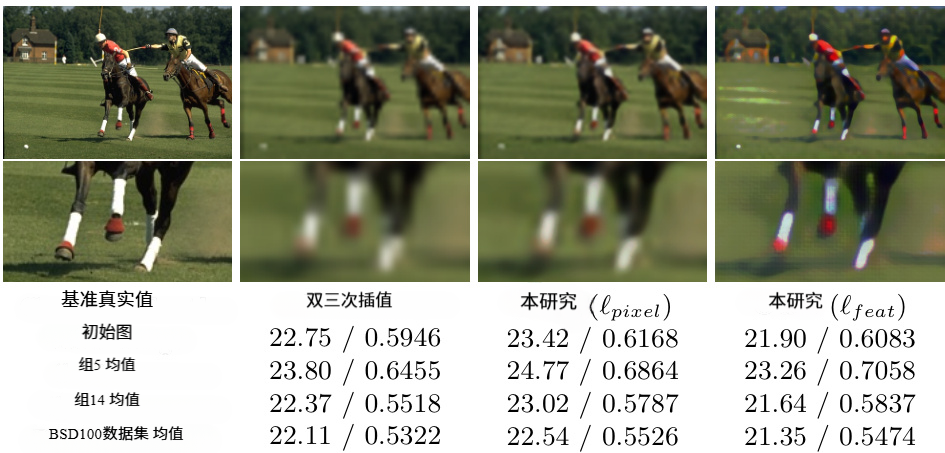 基准真实值 双三次插值 本研究 (ℓpixel) 本研究 (ℓfeat)
初始图 22.75 / 0.5946 23.42 / 0.6168 21.90 / 0.6083
组5 均值 23.80 / 0.6455 24.77 / 0.6864 23.26 / 0.7058
组14 均值 22.37 / 0.5518 23.02 / 0.5787 21.64 / 0.5837
BSD100数据集 均值 22.11 / 0.5322 22.54 / 0.5526 21.35 / 0.5474